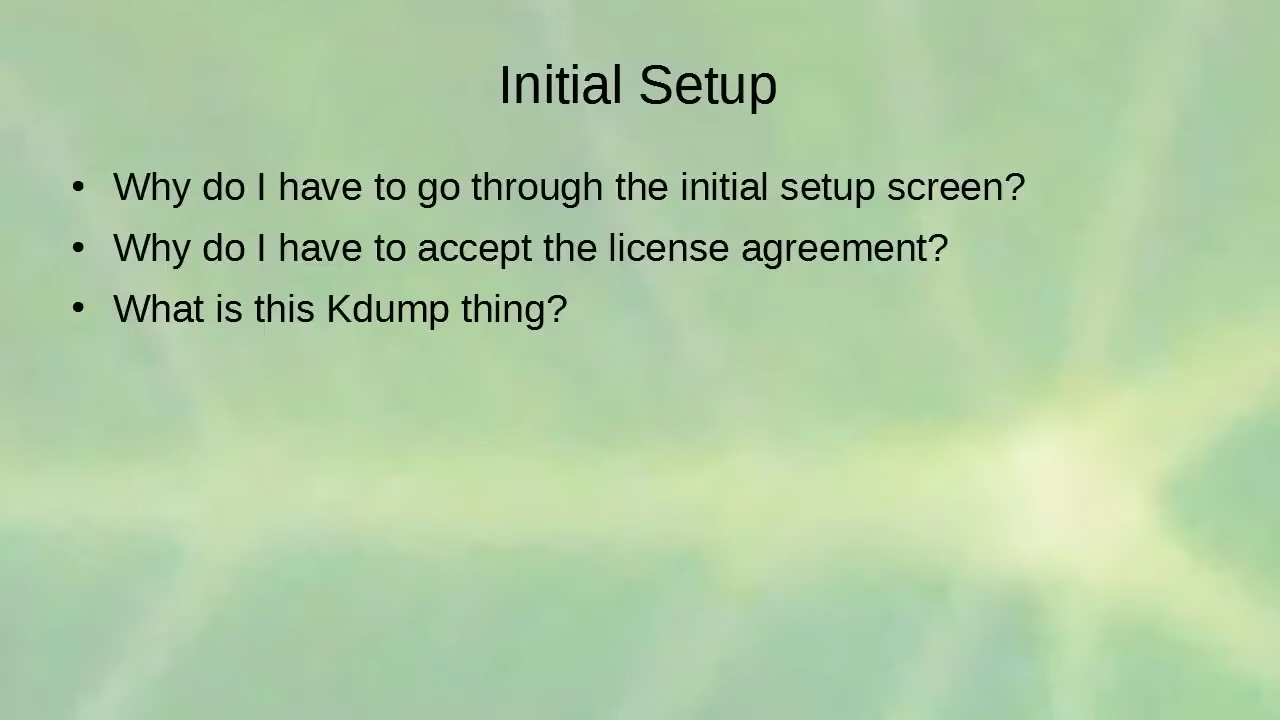 Initial Setup
• Why do I have to go through the initial setup screen?
• Why do I have to accept the license agreement?
• What is this Kdump thing?